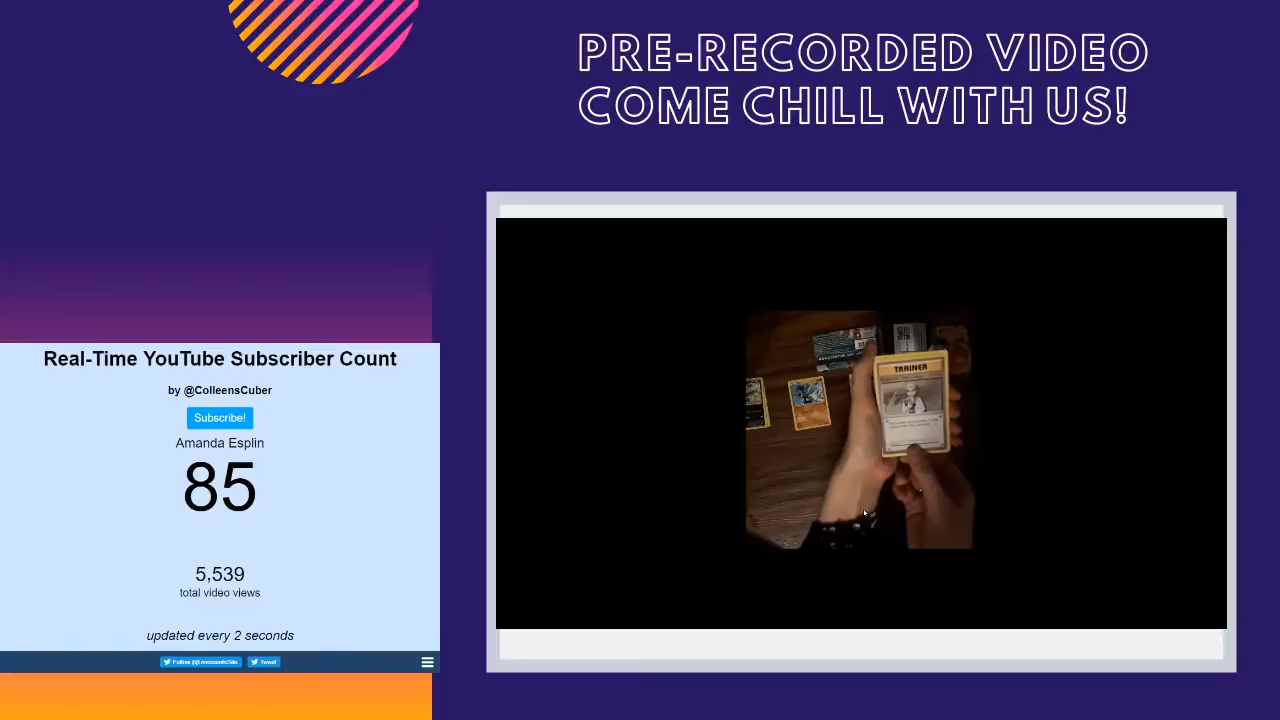 PRE-RECORDED VIDEO
COME CHILL WITH US!
Real-Time YouTube Subscriber Count
by @ColleensCuber
Subscribe!
Amanda Esplin
85
5,539
total video views
updated every 2 seconds
Tweet
TRAINER